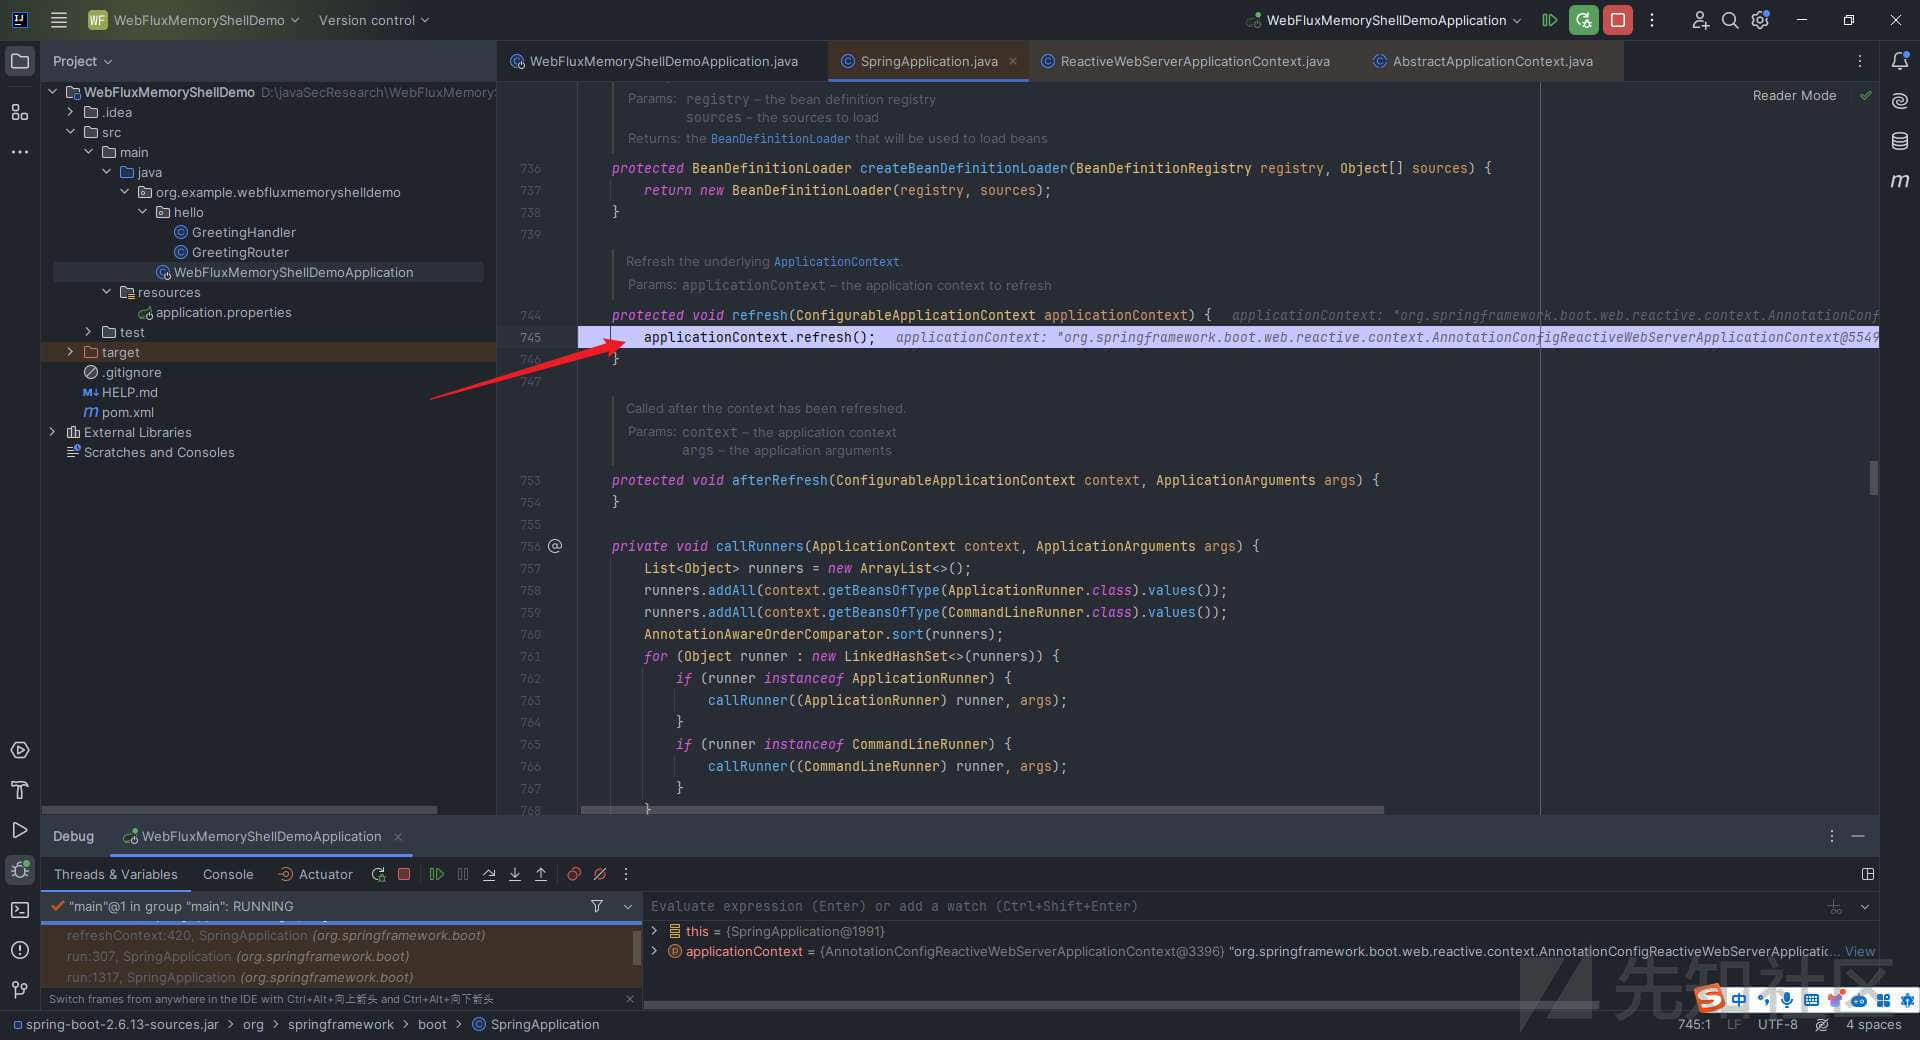 WF WebFluxMemoryShellDemo Version control WebFluxMemoryShellDemoApplication
Project
WebFluxMemoryShellDemo D:\javaSecResearch\WebFluxMemoryS
.idea
src
main
java
org.example.webfluxmemoryshelldemo
hello
GreetingHandler
GreetingRouter
WebFluxMemoryShellDemoApplication
resources
application.properties
test
target
.gitignore
M↓ HELP.md
m pom.xml
External Libraries
Scratches and Consoles
WebFluxMemoryShellDemoApplication.java SpringApplication.java ReactiveWebServerApplicationContext.java AbstractApplicationContext.java
Reader Mode
Params: registry – the bean definition registry
sources – the sources to load
Returns: the BeanDefinitionLoader that will be used to load beans
736 protected BeanDefinitionLoader createBeanDefinitionLoader(BeanDefinitionRegistry registry, Object[] sources) {
737 return new BeanDefinitionLoader(registry, sources);
738 }
739
Refresh the underlying ApplicationContext.
Params: applicationContext – the application context to refresh
744 protected void refresh(ConfigurableApplicationContext applicationContext) { applicationContext: "org.springframework.boot.web.reactive.context.AnnotationConf
745 applicationContext.refresh(); applicationContext: "org.springframework.boot.web.reactive.context.AnnotationConfigReactiveWebServerApplicationContext@5549
746 }
747
Called after the context has been refreshed.
Params: context – the application context
args – the application arguments
753 protected void afterRefresh(ConfigurableApplicationContext context, ApplicationArguments args) {
754 }
755
756 @ private void callRunners(ApplicationContext context, ApplicationArguments args) {
757 List<Object> runners = new ArrayList<>();
758 runners.addAll(context.getBeansOfType(ApplicationRunner.class).values());
759 runners.addAll(context.getBeansOfType(CommandLineRunner.class).values());
760 AnnotationAwareOrderComparator.sort(runners);
761 for (Object runner : new LinkedHashSet<>(runners)) {
762 if (runner instanceof ApplicationRunner) {
763 callRunner((ApplicationRunner) runner, args);
764 }
765 if (runner instanceof CommandLineRunner) {
766 callRunner((CommandLineRunner) runner, args);
767 }
768 }
Debug WebFluxMemoryShellDemoApplication
Threads & Variables Console Actuator
"main"@1 in group "main": RUNNING
refreshContext:420, SpringApplication (org.springframework.boot)
run:307, SpringApplication (org.springframework.boot)
run:1317, SpringApplication (org.springframework.boot)
Switch frames from anywhere in the IDE with Ctrl+Alt+向上箭头 and Ctrl+Alt+向下箭头
Evaluate expression (Enter) or add a watch (Ctrl+Shift+Enter)
this = {SpringApplication@1991}
applicationContext = {AnnotationConfigReactiveWebServerApplicationContext@3396} "org.springframework.boot.web.reactive.context.AnnotationConfigReactiveWebServerApplicatic... View
先知社区
中
spring-boot-2.6.13-sources.jar org springframework boot SpringApplication
745:1 LF UTF-8 4 spaces